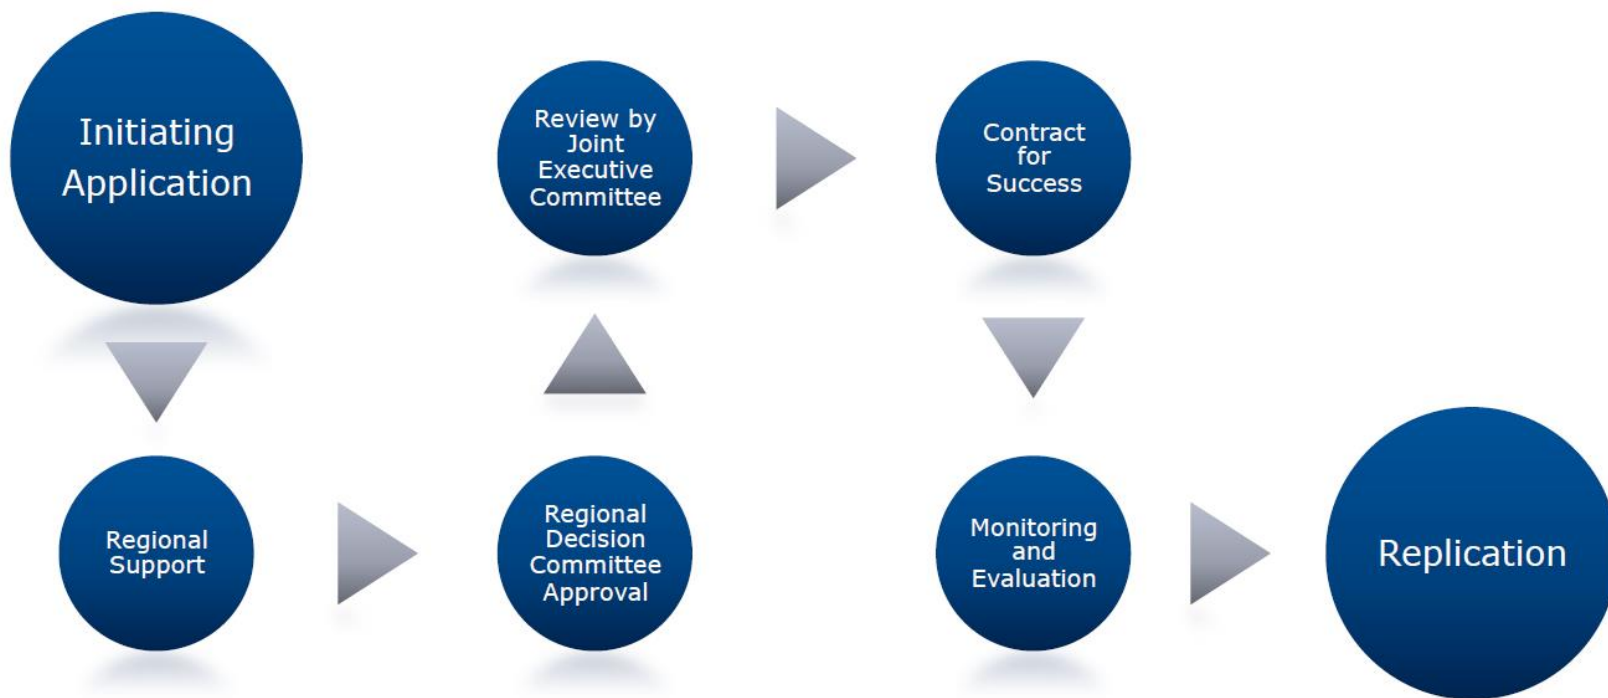 Initiating
Application
Regional
Support
Regional
Decision
Committee
Approval
Review by
Joint
Executive
Committee
Contract
for
Success
Monitoring
and
Evaluation
Replication